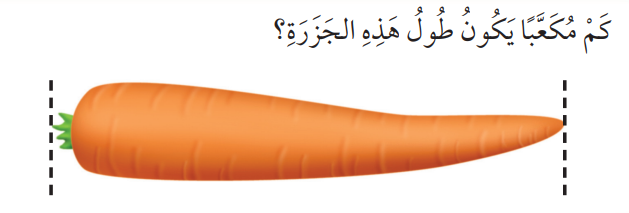 كَمْ مُكَعَّبًا يَكُونُ طُولُ هَذِهِ الجَزَرَةِ؟